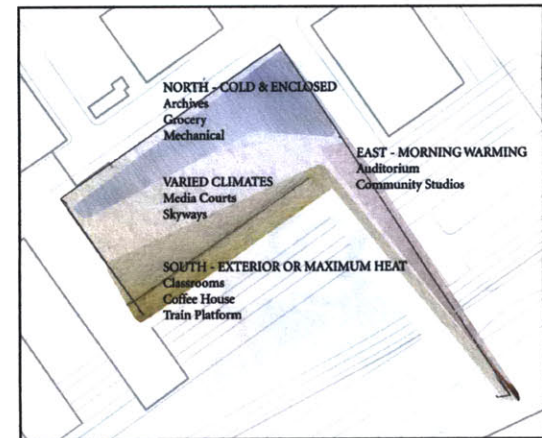 NORTH - COLD & ENCLOSED
Archives
Grocery
Mechanical
EAST - MORNING WARMING
Auditorium
Community Studios
VARIED CLIMATES
Media Courts
Skyways
SOUTH - EXTERIOR OR MAXIMUM HEAT
Classrooms
Coffee House
Train Platform